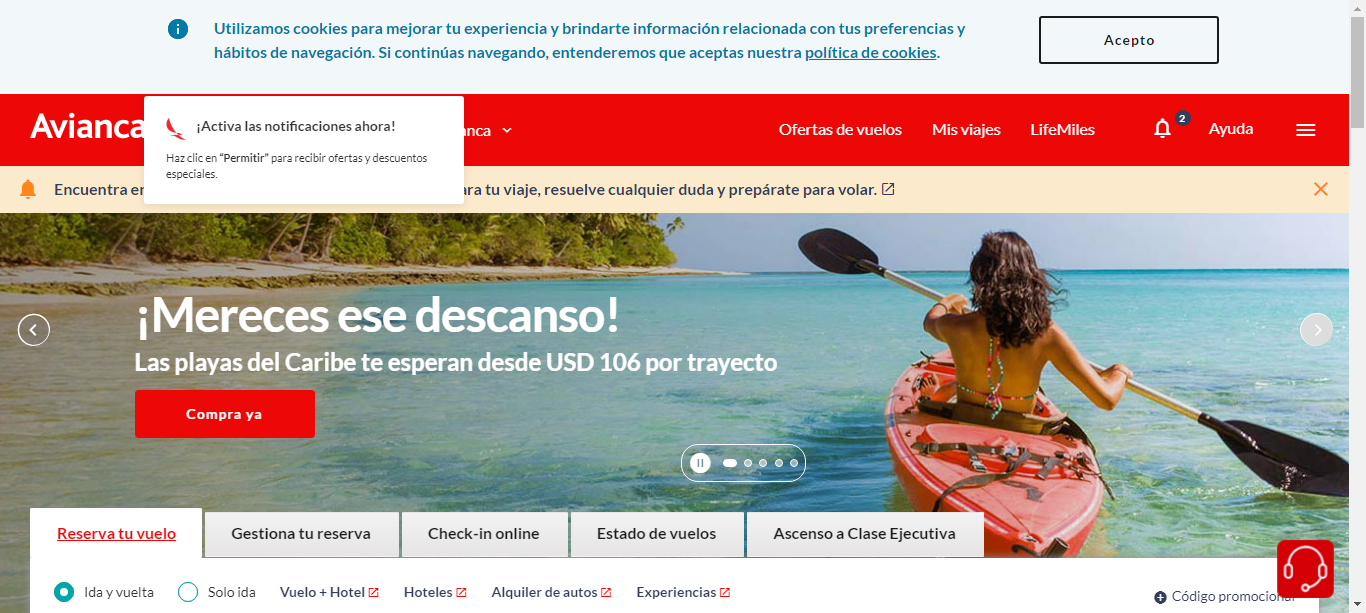 Utilizamos cookies para mejorar tu experiencia y brindarte información relacionada con tus preferencias y
hábitos de navegación. Si continúas navegando, entenderemos que aceptas nuestra política de cookies.
Acepto
Avianca
¡Activa las notificaciones ahora!
Haz clic en “Permitir” para recibir ofertas y descuentos
especiales.
anca
Ofertas de vuelos
Mis viajes
LifeMiles
2
Ayuda
Encuentra en
ara tu viaje, resuelve cualquier duda y prepárate para volar.
¡Mereces ese descanso!
Las playas del Caribe te esperan desde USD 106 por trayecto
Compra ya
Reserva tu vuelo
Gestiona tu reserva
Check-in online
Estado de vuelos
Ascenso a Clase Ejecutiva
Ida y vuelta
Solo ida
Vuelo + Hotel
Hoteles
Alquiler de autos
Experiencias
Código promocional